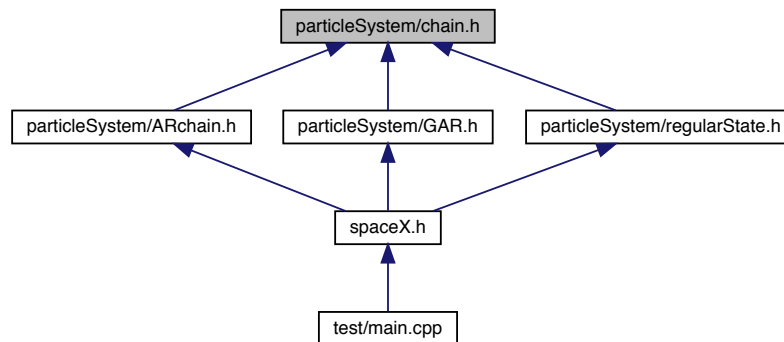 particleSystem/chain.h
particleSystem/ARchain.h
particleSystem/GAR.h
particleSystem/regularState.h
spaceX.h
test/main.cpp